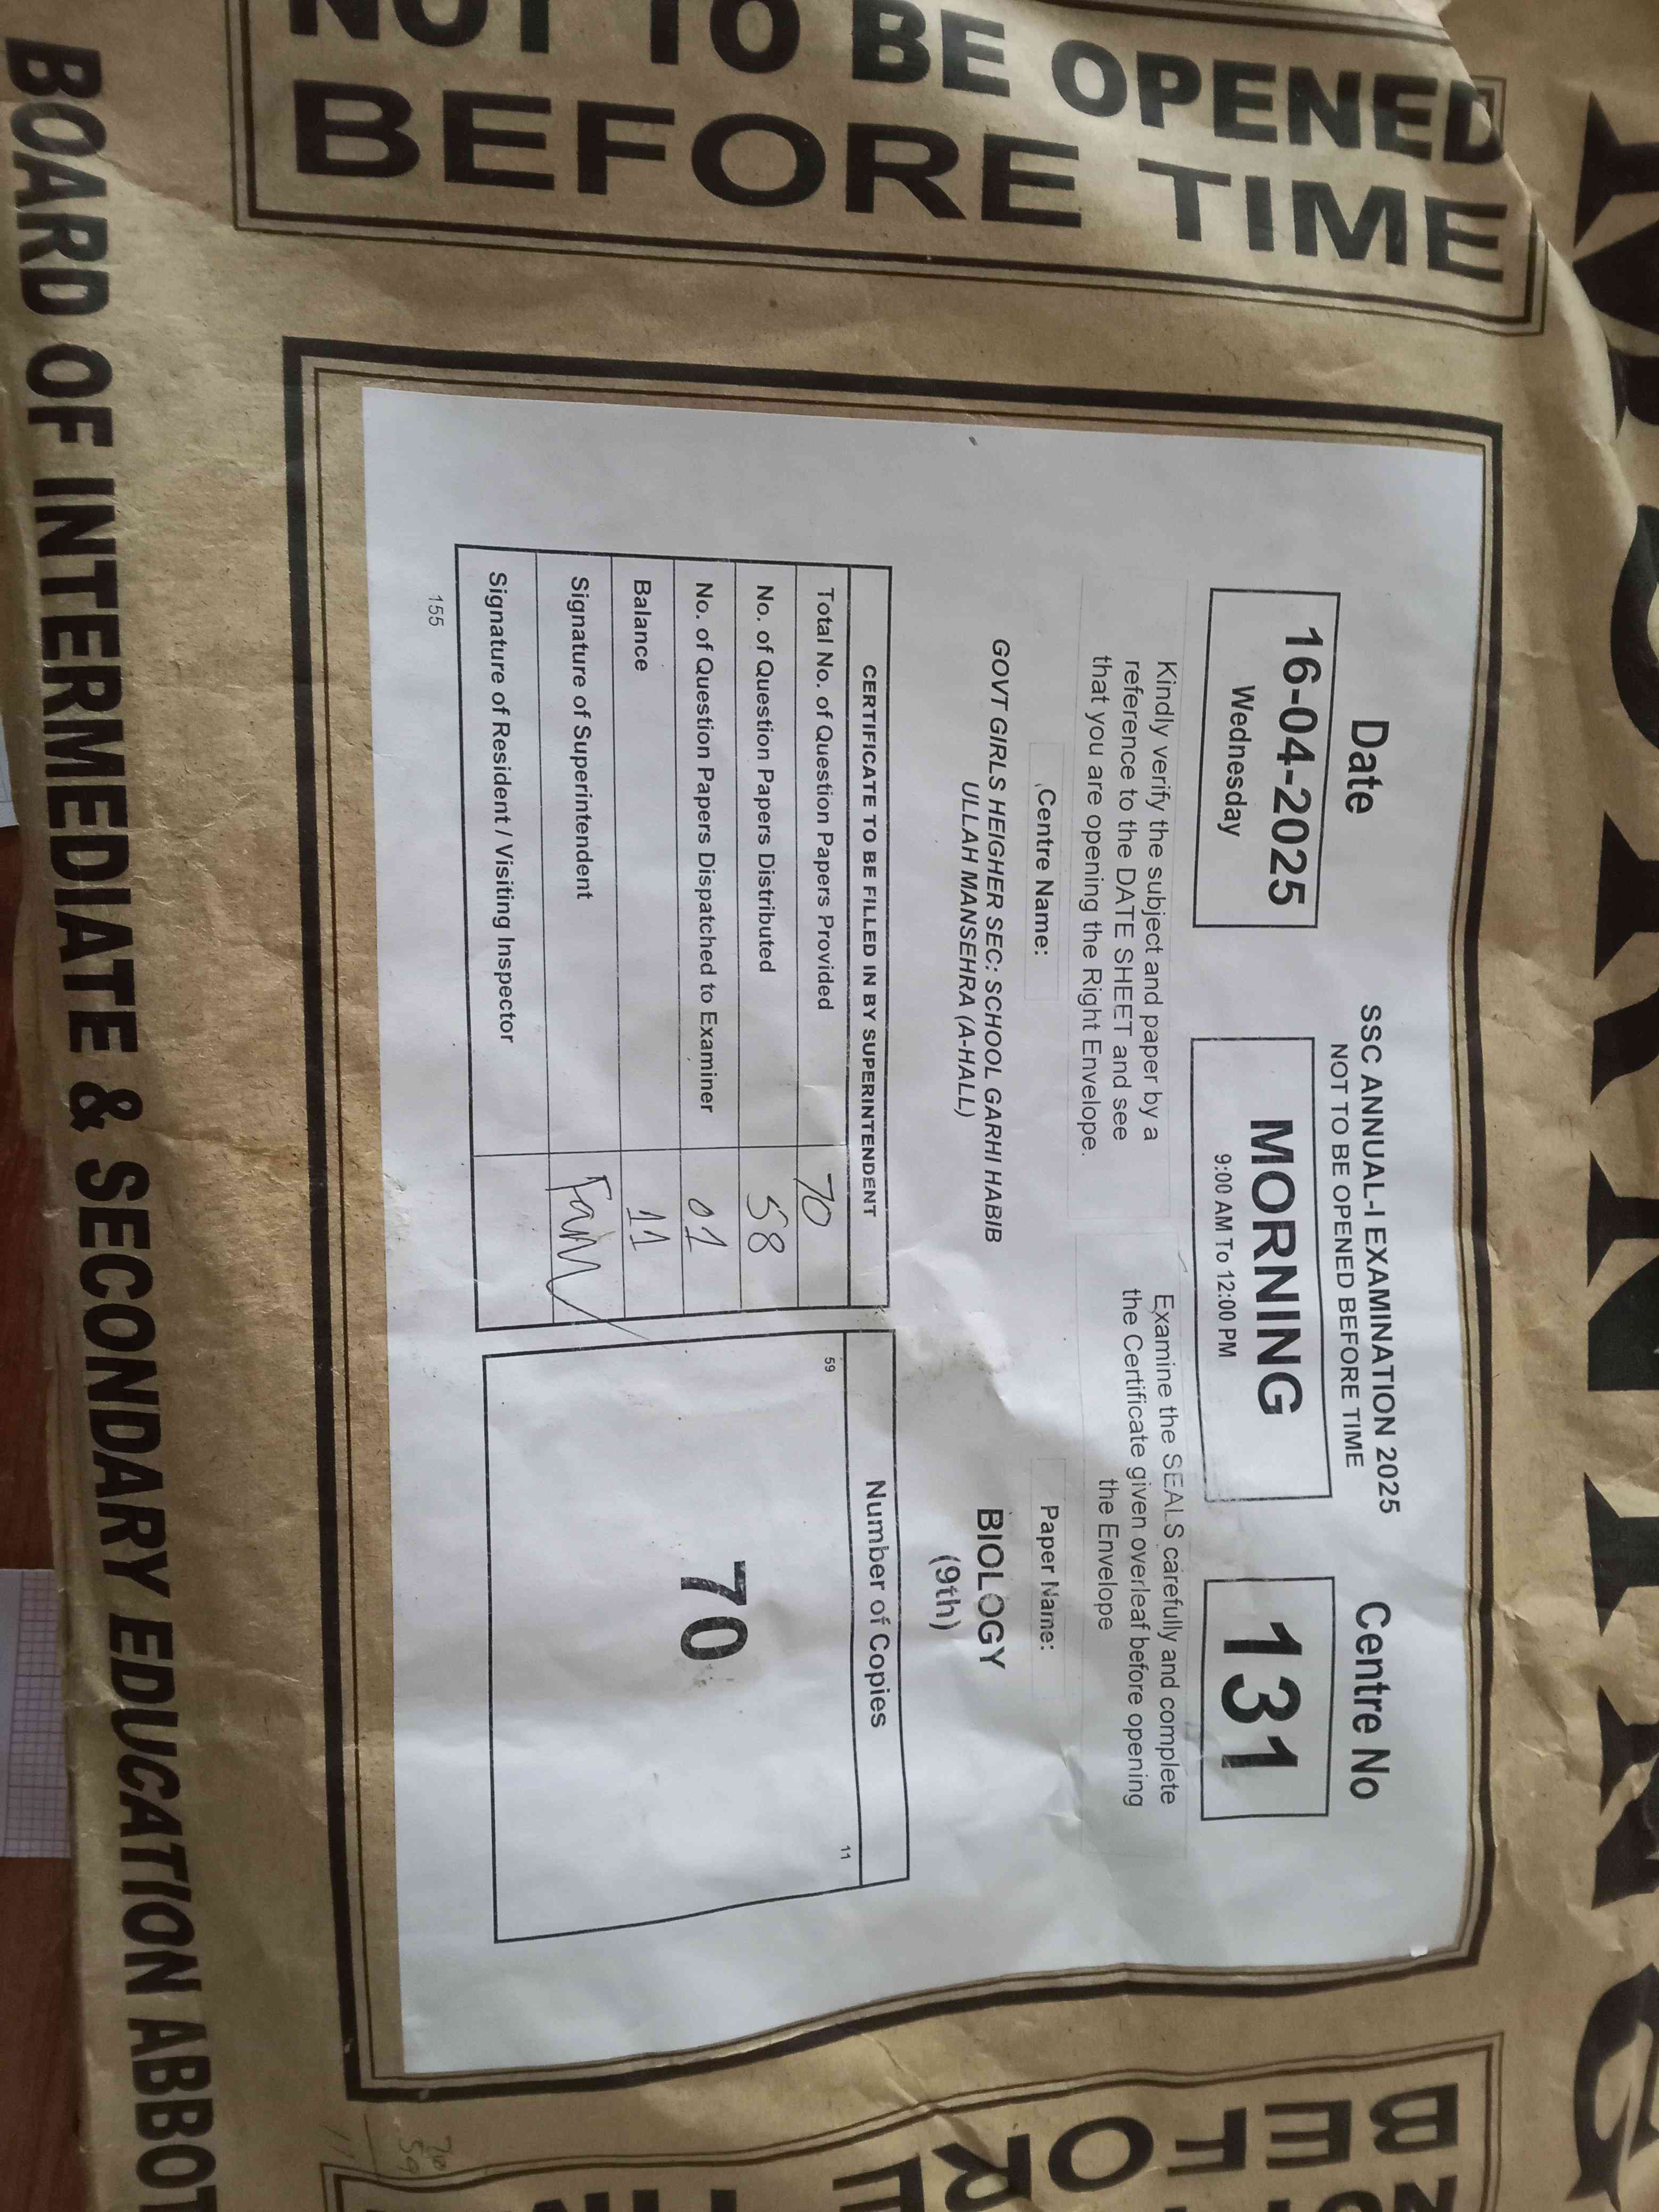 MORNING
NOT TO BE OPENED
BEFORE TIME
Date
16-04-2025
Wednesday
SSC ANNUAL-I EXAMINATION 2025
NOT TO BE OPENED BEFORE TIME
MORNING
9:00 AM To 12:00 PM
Centre No
131
Kindly verify the subject and paper by a
reference to the DATE SHEET and see
that you are opening the Right Envelope.
Examine the SEALS carefully and complete
the Certificate given overleaf before opening
the Envelope
Centre Name:
GOVT GIRLS HEIGHER SEC: SCHOOL GARHI HABIB
ULLAH MANSEHRA (A-HALL)
Paper Name:
BIOLOGY
(9th)
CERTIFICATE TO BE FILLED IN BY SUPERINTENDENT
Total No. of Question Papers Provided 70
No. of Question Papers Distributed 58
No. of Question Papers Dispatched to Examiner 01
Balance 11
Signature of Superintendent
Signature of Resident / Visiting Inspector
155
Number of Copies
59 11
70
70
59
11
BOARD OF INTERMEDIATE & SECONDARY EDUCATION ABBOT